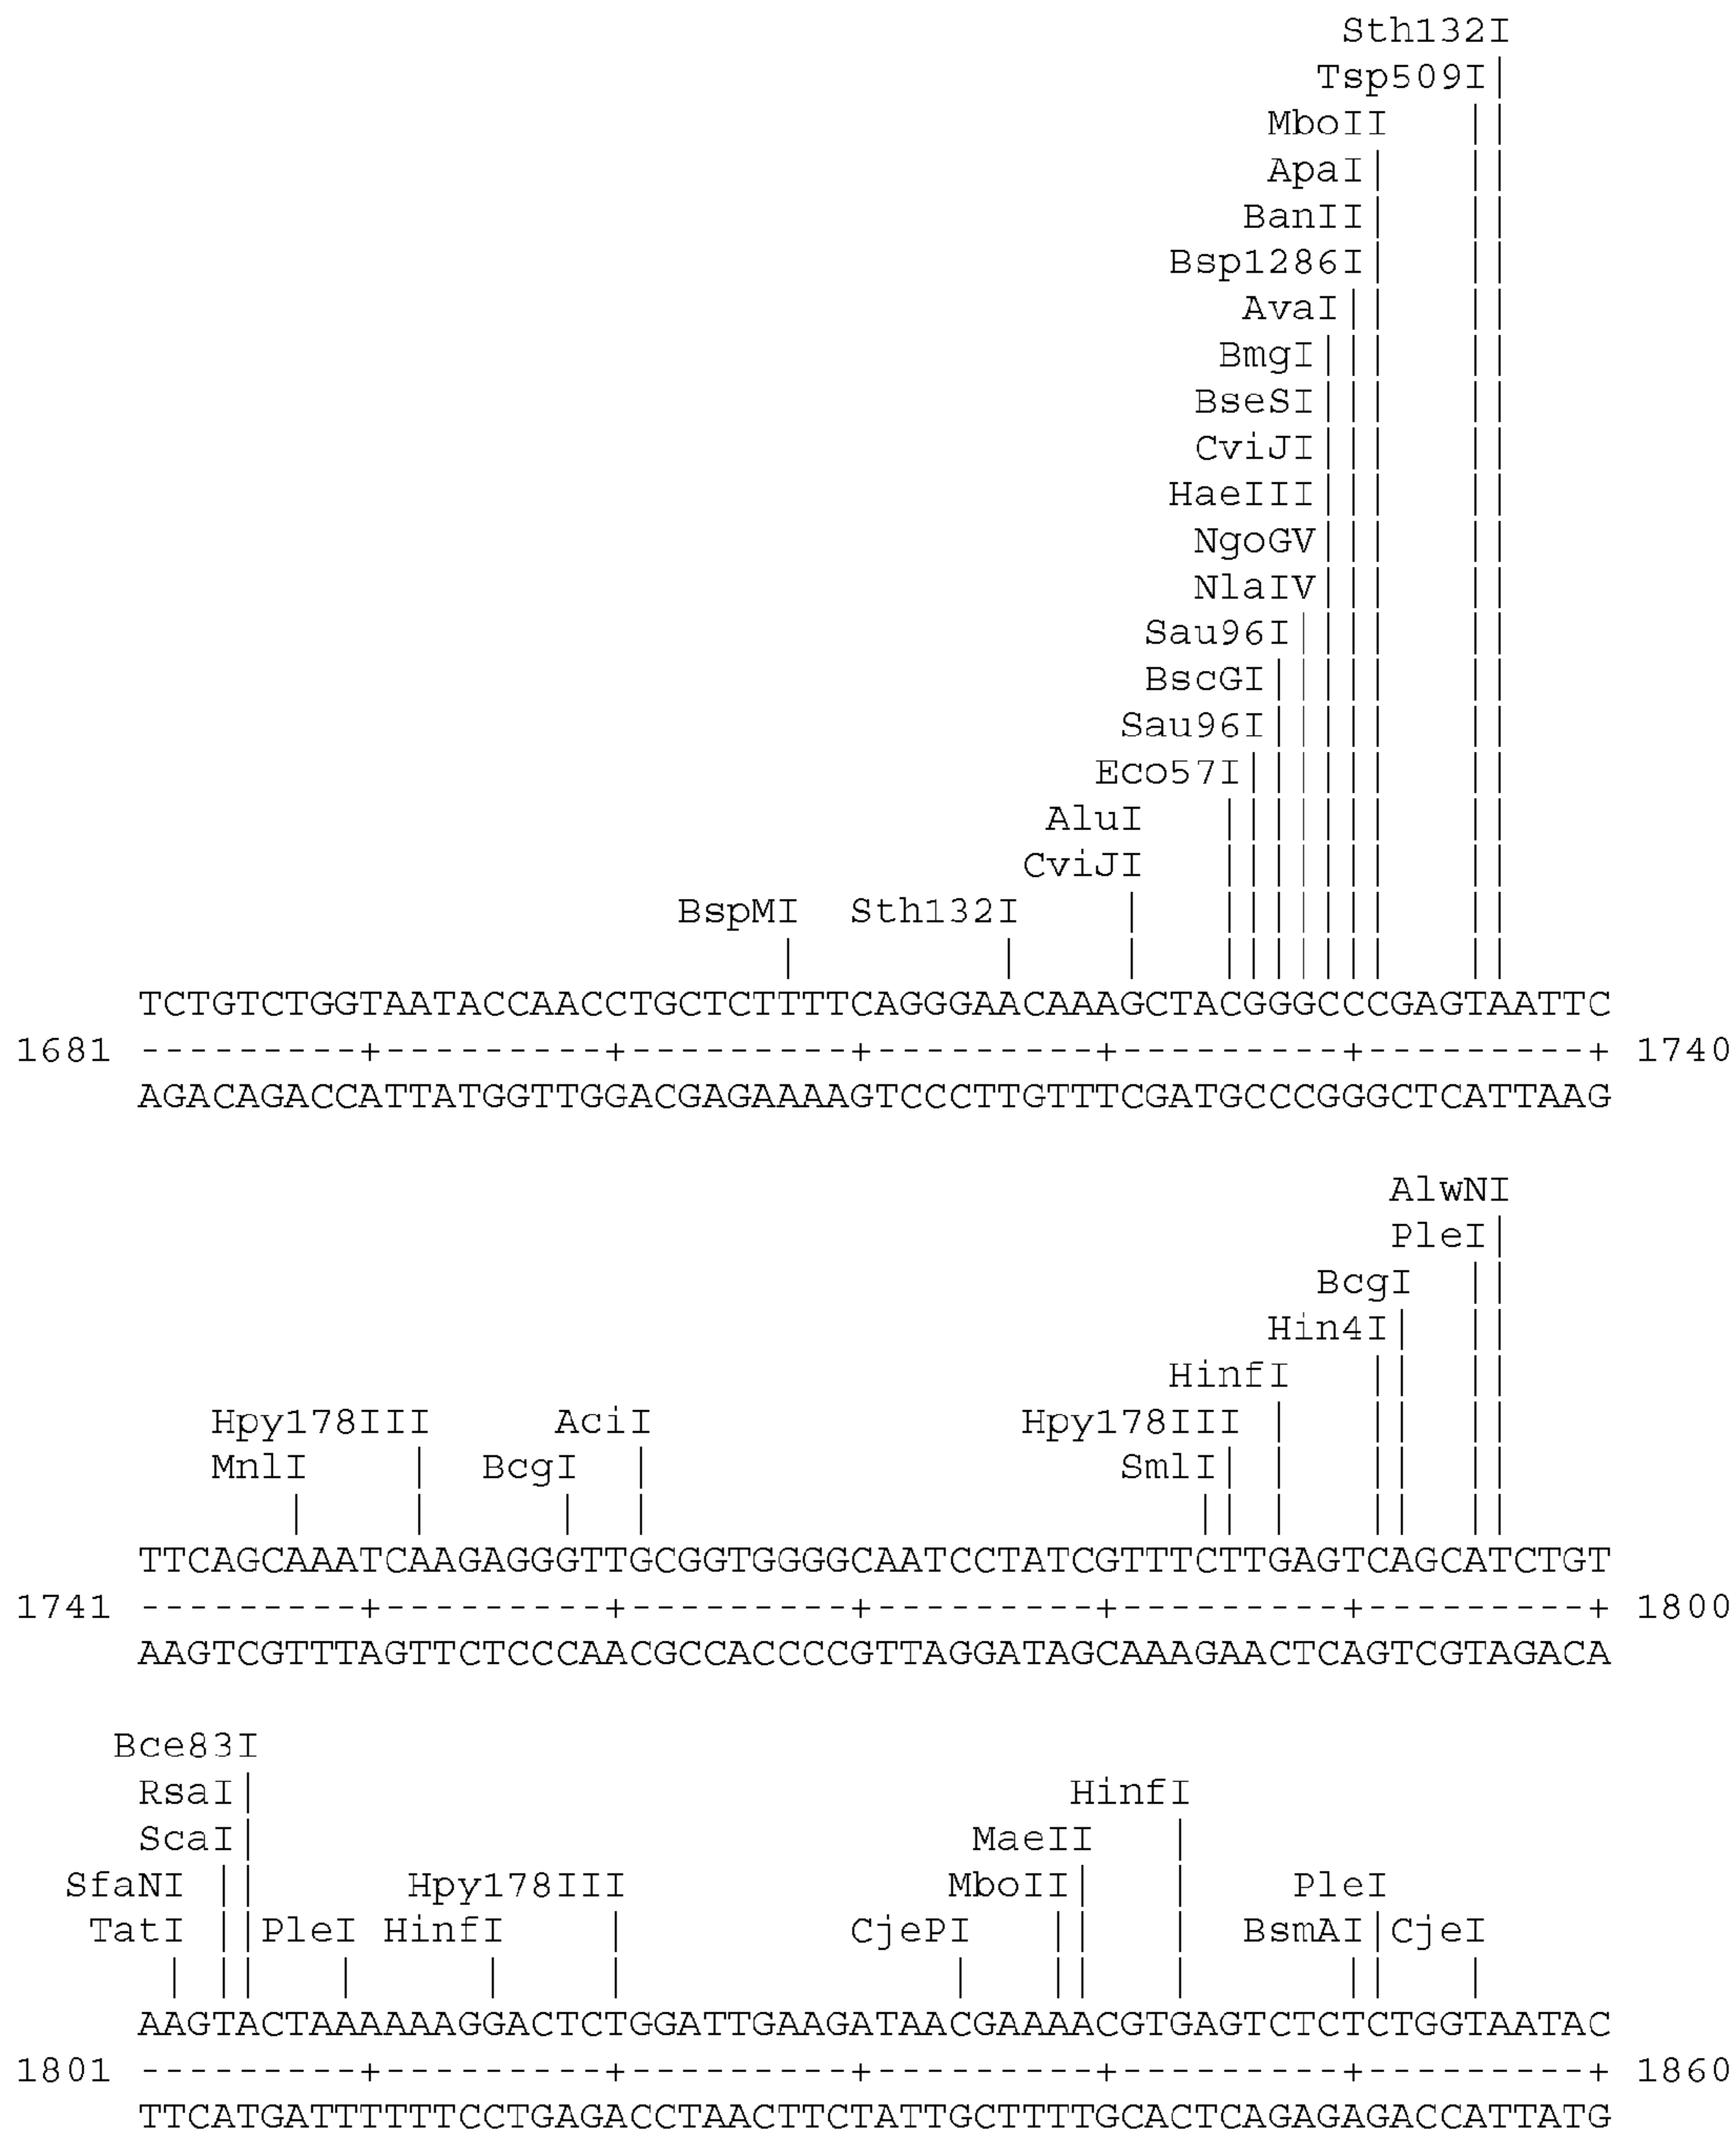 Sth132I
Tsp509I|
MboII | |
ApaI| | |
BanII| | |
Bsp1286I| | |
AvaI| | | |
BmgI| | | | |
BseSI| | | | |
CviJI| | | | |
HaeIII| | | | |
NgoGV| | | | |
NlaIV| | | | |
Sau96I| | | | | |
BscGI| | | | | | |
Sau96I| | | | | | |
Eco57I| | | | | | | |
AluI | | | | | | | | |
CviJI | | | | | | | | |
BspMI Sth132I | | | | | | | | | |
| | | | | | | | | | | |
TCTGTCTGGTAATACCAACCTGCTCTTTTCAGGGAACAAAGCTACGGGCCCGAGTAATTC
1681 ---------+---------+---------+---------+---------+---------+ 1740
AGACAGACCATTATGGTTGGACGAGAAAAGTCCCTTGTTTCGATGCCCGGGCTCATTAAG
AlwNI
PleI|
BcgI | |
Hin4I| | |
HinfI | | | |
Hpy178III AciI Hpy178III | | | | |
MnlI | BcgI | SmlI| | | | | |
| | | | | | | | | | |
TTCAGCAAATCAAGAGGGTTGCGGTGGGGCAATCCTATCGTTTCTTGAGTCAGCATCTGT
1741 ---------+---------+---------+---------+---------+---------+ 1800
AAGTCGTTTAGTTCTCCCAACGCCACCCCGTTAGGATAGCAAAGAACTCAGTCGTAGACA
Bce83I
RsaI| HinfI
ScaI| MaeII |
SfaNI | | Hpy178III MboII| | PleI
TatI | | PleI HinfI | CjePI | | | BsmAI|CjeI
| | | | | | | | | | | | |
AAGTACTAAAAAAAGGACTCTGGATTGAAGATAACGAAAACGTGAGTCTCTCTGGTAATAC
1801 ---------+---------+---------+---------+---------+---------+ 1860
TTCATGATTTTTTCCTGAGACCTAACTTCTATTGCTTTTGCACTCAGAGAGACCATTATG